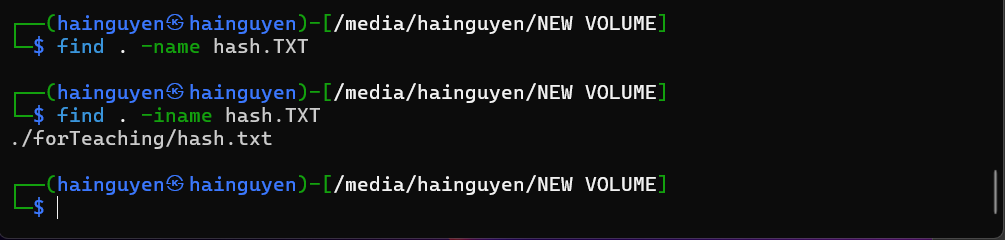 ┌──(hainguyen㉿hainguyen)-[/media/hainguyen/NEW VOLUME]
└─$ find . -name hash.TXT
┌──(hainguyen㉿hainguyen)-[/media/hainguyen/NEW VOLUME]
└─$ find . -iname hash.TXT
./forTeaching/hash.txt
┌──(hainguyen㉿hainguyen)-[/media/hainguyen/NEW VOLUME]
└─$